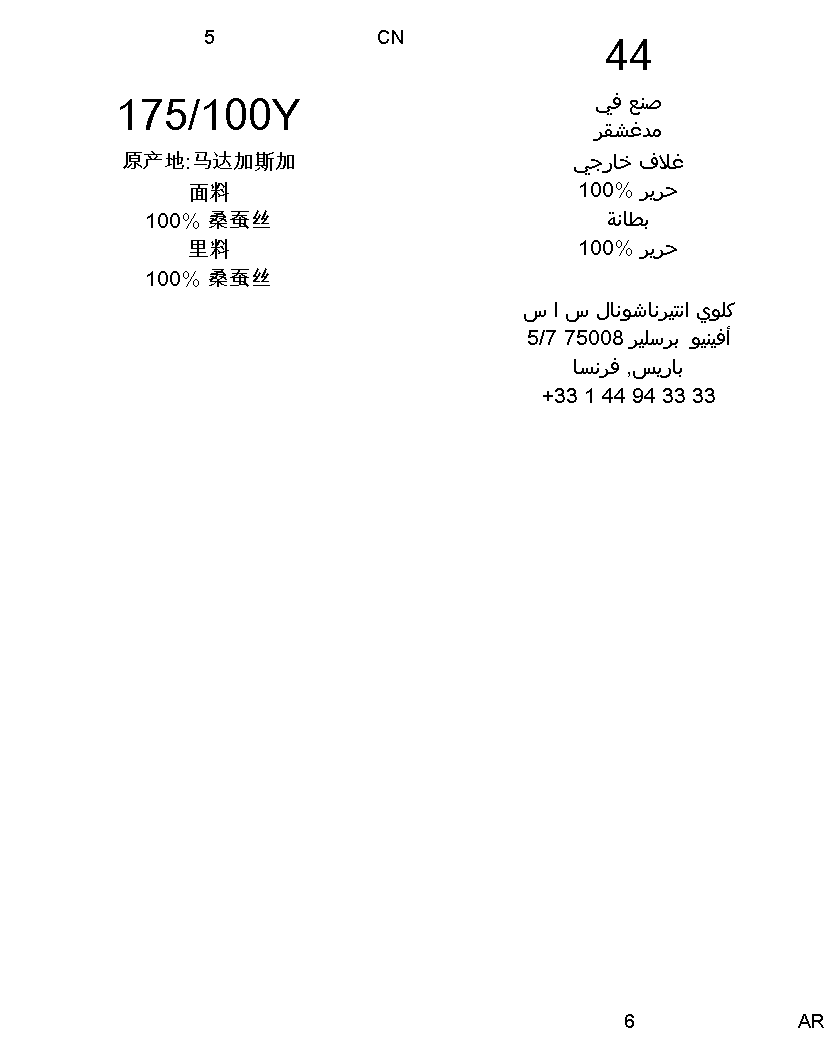 5
CN
175/100Y
原产地:马达加斯加
面料
100% 桑蚕丝
里料
100% 桑蚕丝
44
صنع في
مدغشقر
غلاف خارجي
100% حرير
بطانة
100% حرير
كلوي انتيرناشونال س ا س
5/7 أفينيو برسلير 75008
باريس, فرنسا
+33 1 44 94 33 33
6
AR